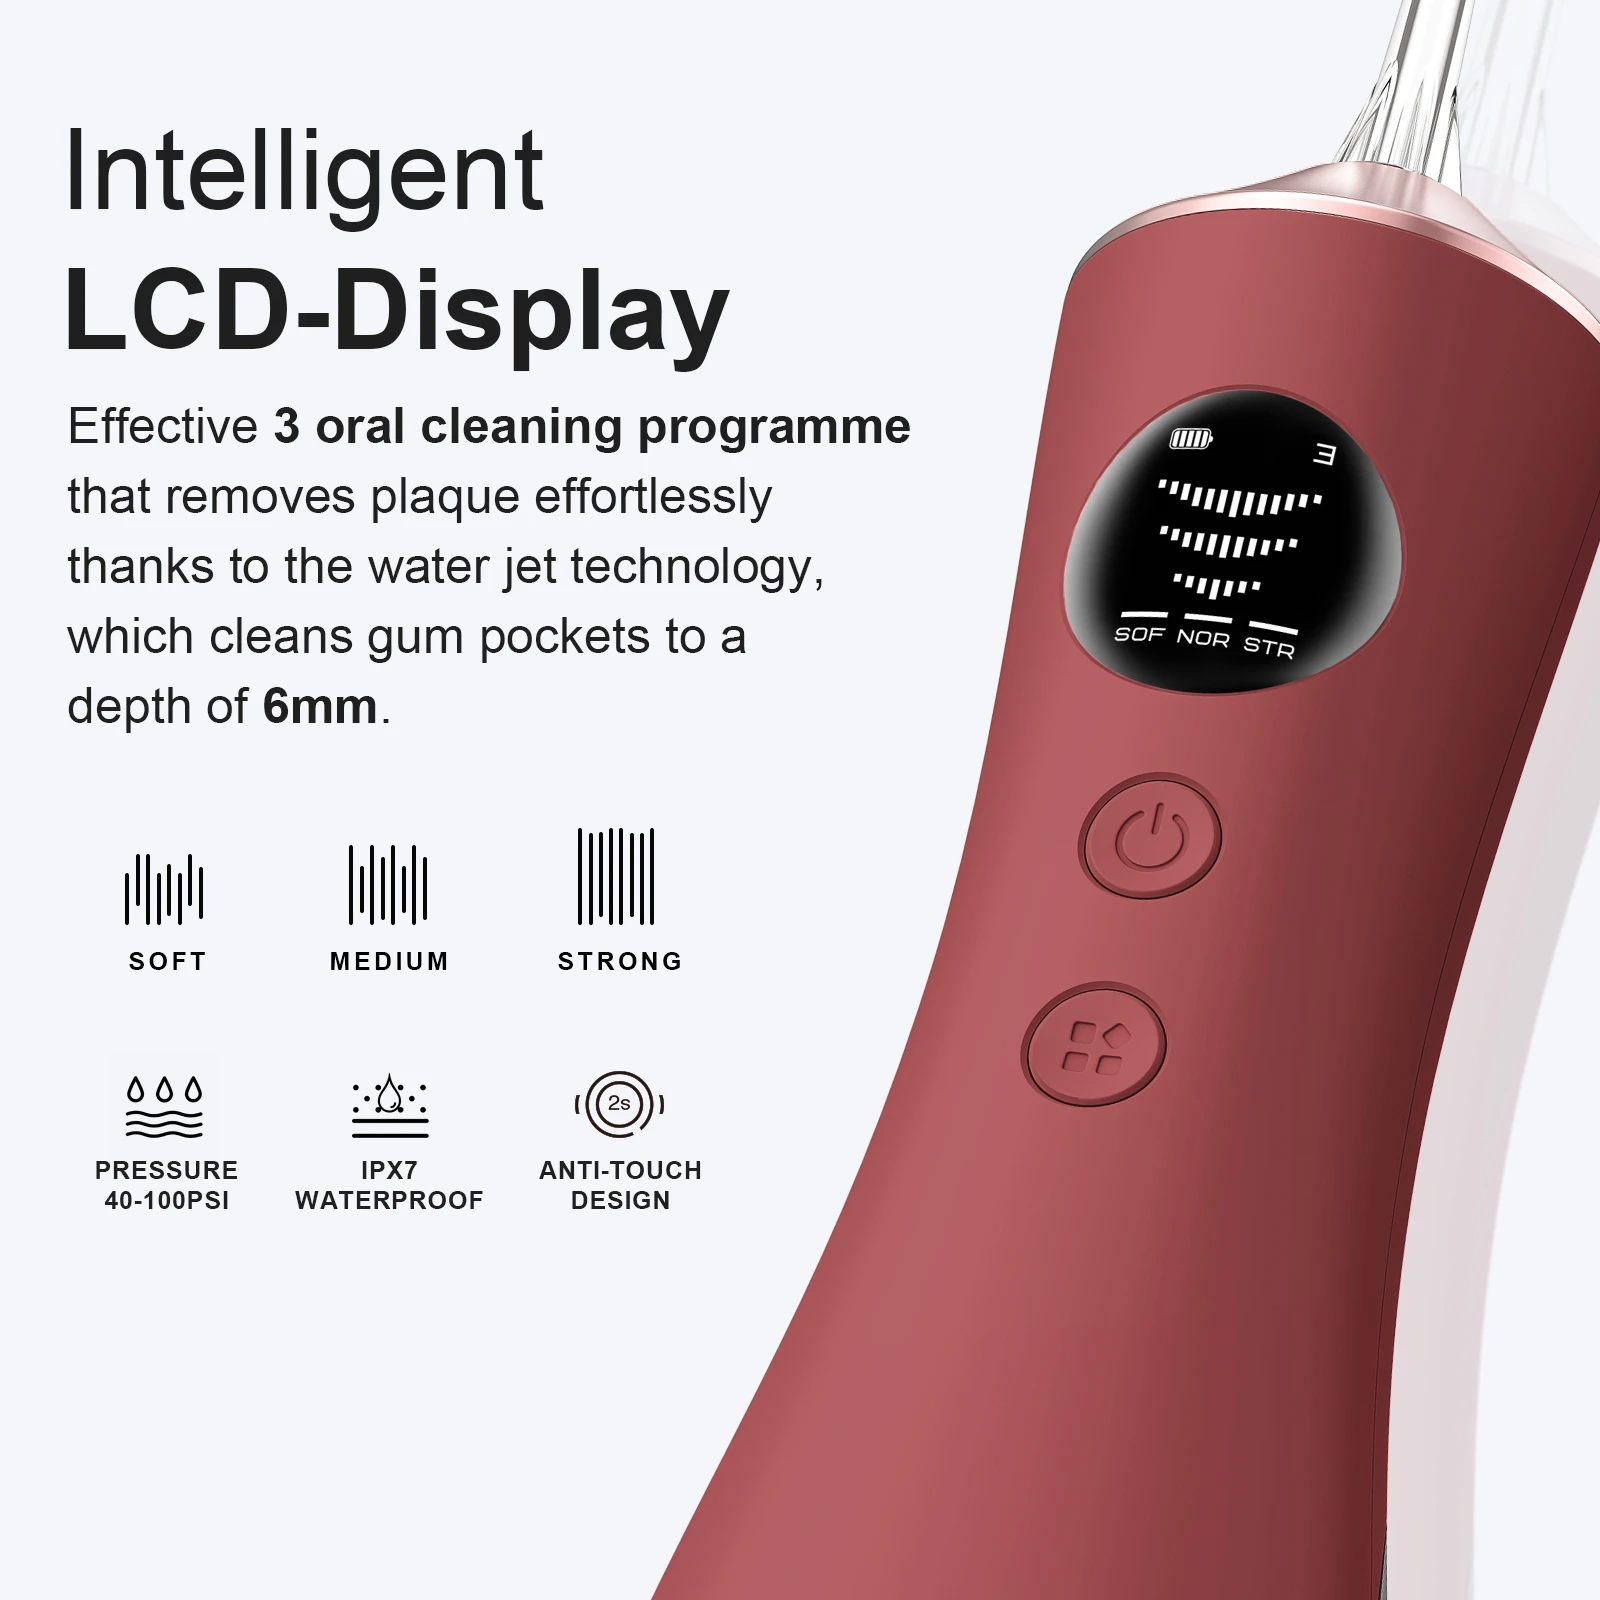 Intelligent
LCD-Display
Effective 3 oral cleaning programme
that removes plaque effortlessly
thanks to the water jet technology,
which cleans gum pockets to a
depth of 6mm.
3
SOF NOR STR
SOFT MEDIUM STRONG
2s
PRESSURE IPX7 ANTI-TOUCH
40-100PSI WATERPROOF DESIGN